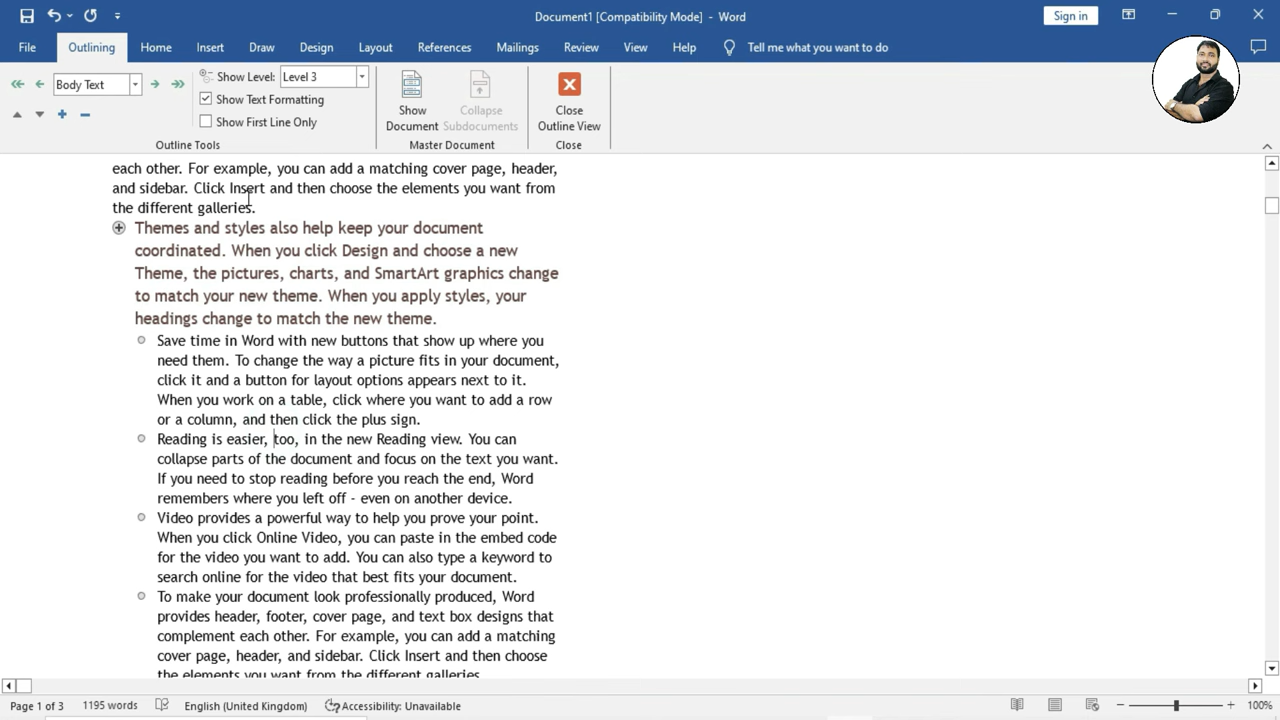 Document1 [Compatibility Mode] - Word
Sign in
File Outlining Home Insert Draw Design Layout References Mailings Review View Help Tell me what you want to do
Body Text
Show Level: Level 3
Show Text Formatting
Show First Line Only
Outline Tools
Show
Document
Collapse
Subdocuments
Master Document
Close
Outline View
Close
each other. For example, you can add a matching cover page, header,
and sidebar. Click Insert and then choose the elements you want from
the different galleries.
Themes and styles also help keep your document
coordinated. When you click Design and choose a new
Theme, the pictures, charts, and SmartArt graphics change
to match your new theme. When you apply styles, your
headings change to match the new theme.
Save time in Word with new buttons that show up where you
need them. To change the way a picture fits in your document,
click it and a button for layout options appears next to it.
When you work on a table, click where you want to add a row
or a column, and then click the plus sign.
Reading is easier, too, in the new Reading view. You can
collapse parts of the document and focus on the text you want.
If you need to stop reading before you reach the end, Word
remembers where you left off - even on another device.
Video provides a powerful way to help you prove your point.
When you click Online Video, you can paste in the embed code
for the video you want to add. You can also type a keyword to
search online for the video that best fits your document.
To make your document look professionally produced, Word
provides header, footer, cover page, and text box designs that
complement each other. For example, you can add a matching
cover page, header, and sidebar. Click Insert and then choose
the elements you want from the different galleries.
Page 1 of 3 1195 words English (United Kingdom) Accessibility: Unavailable 100%